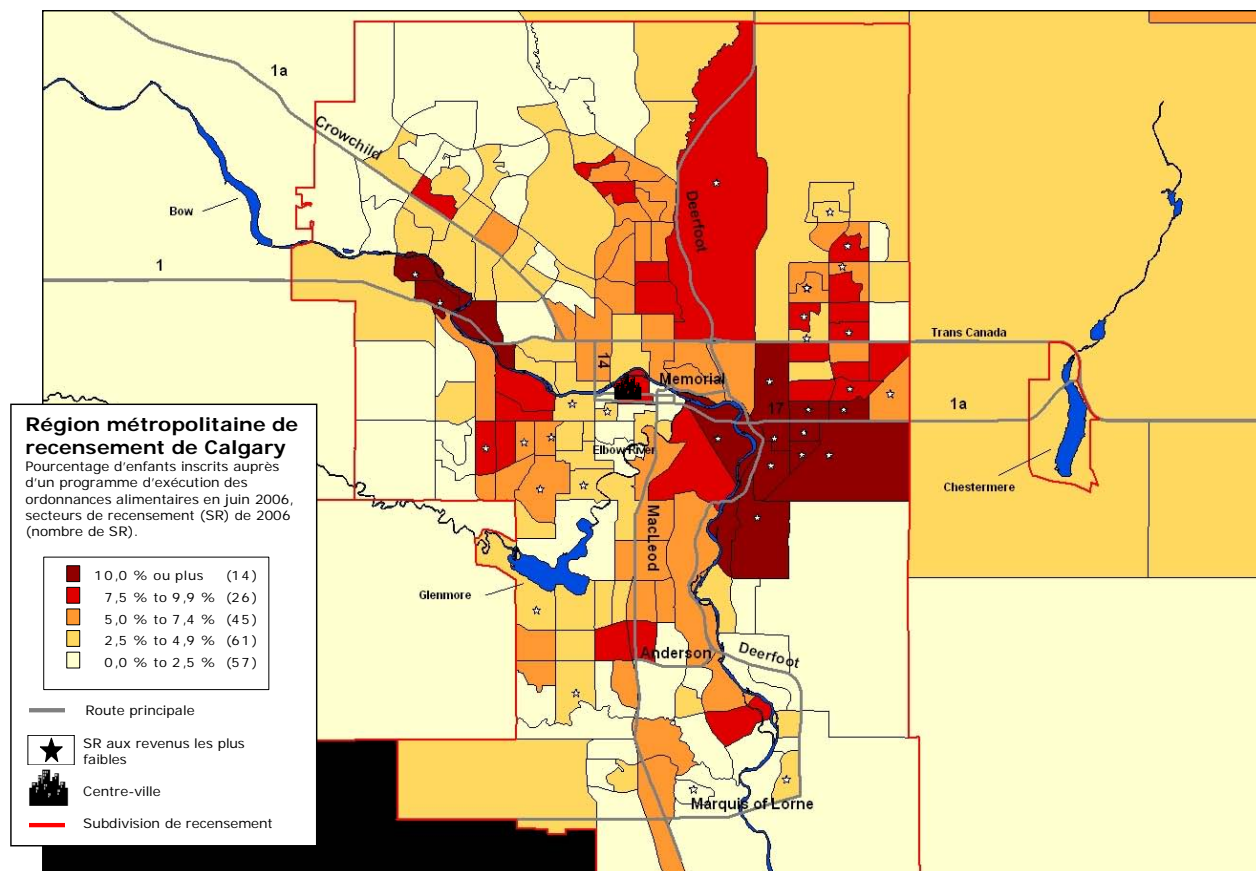 1a
Crowchild
Bow
Deerfoot
1
Trans Canada
14
Memorial
17
1a
Elbow River
Chestermere
MacLeod
Glenmore
Anderson
Deerfoot
Marquis of Lorne
Région métropolitaine de
recensement de Calgary
Pourcentage d'enfants inscrits auprès
d'un programme d'exécution des
ordonnances alimentaires en juin 2006,
secteurs de recensement (SR) de 2006
(nombre de SR).
10,0 % ou plus (14)
7,5 % to 9,9 % (26)
5,0 % to 7,4 % (45)
2,5 % to 4,9 % (61)
0,0 % to 2,5 % (57)
Route principale
SR aux revenus les plus
faibles
Centre-ville
Subdivision de recensement